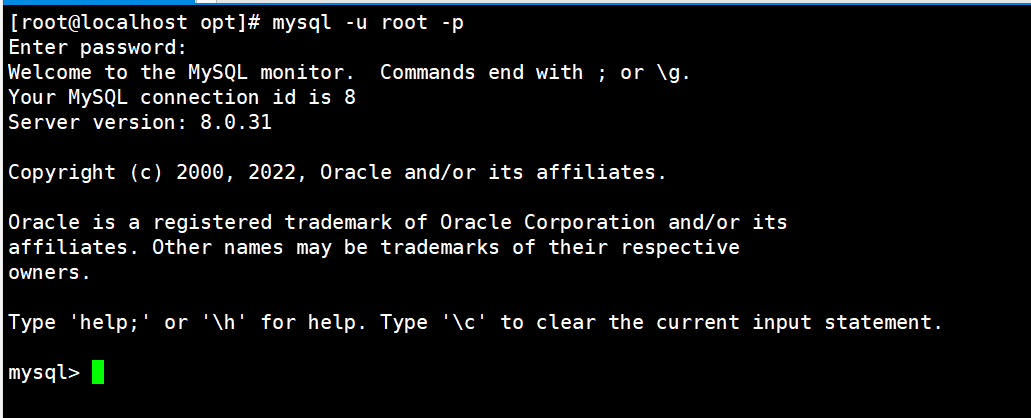 [root@localhost opt]# mysql -u root -p
Enter password:
Welcome to the MySQL monitor.  Commands end with ; or \g.
Your MySQL connection id is 8
Server version: 8.0.31
Copyright (c) 2000, 2022, Oracle and/or its affiliates.
Oracle is a registered trademark of Oracle Corporation and/or its
affiliates. Other names may be trademarks of their respective
owners.
Type 'help;' or '\h' for help. Type '\c' to clear the current input statement.
mysql>